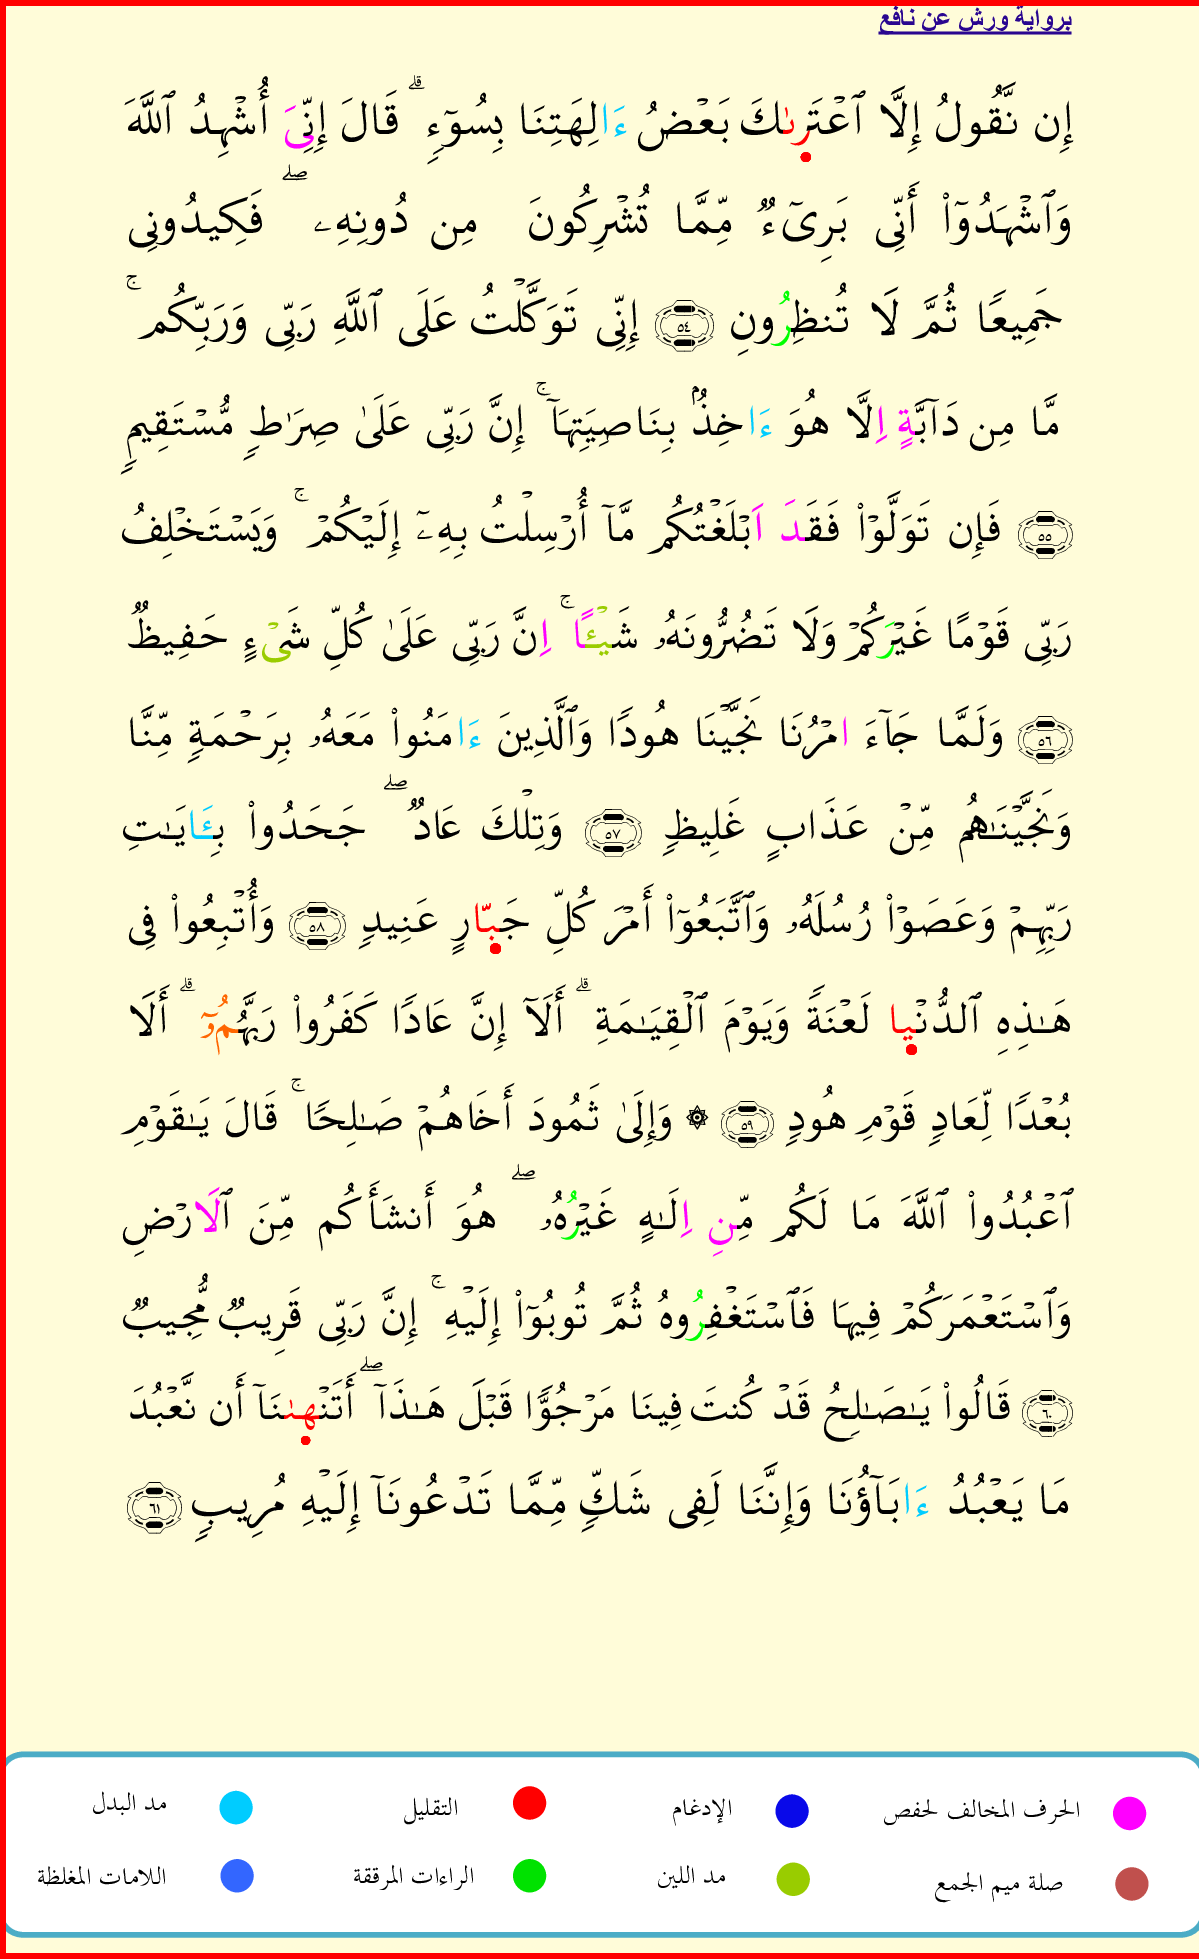 برواية ورش عن نافع
إِن نَّقُولُ إِلَّا ٱعْتَرىٰكَ بَعْضُ ءَالِهَتِنَا بِسُوٓءٖ ۗ قَالَ إِنِّيَ أُشْهِدُ ٱللَّهَ
وَٱشْهَدُوٓاْ أَنِّى بَرِىٓءٌ مِّمَّا تُشْرِكُونَ مِن دُونِهِۦ ۖ فَكِيدُونِى
جَمِيعًا ثُمَّ لَا تُنظِرُونِ ٥٤ إِنِّى تَوَكَّلْتُ عَلَى ٱللَّهِ رَبِّى وَرَبِّكُم ۚ
مَّا مِن دَآبَّةٍ اِلَّا هُوَ ءَاخِذٌۢ بِنَاصِيَتِهَآ ۚ إِنَّ رَبِّى عَلَىٰ صِرَٰطٍ مُّسْتَقِيمٍ
٥٥ فَإِن تَوَلَّوْاْ فَقَدَ اَبْلَغْتُكُم مَّآ أُرْسِلْتُ بِهِۦٓ إِلَيْكُمْ ۚ وَيَسْتَخْلِفُ
رَبِّى قَوْمًا غَيْرَكُمْ وَلَا تَضُرُّونَهُۥ شَيْـًٔا ۚ اِنَّ رَبِّى عَلَىٰ كُلِّ شَىْءٍ حَفِيظٌ
٥٦ وَلَمَّا جَآءَ امْرُنَا نَجَّيْنَا هُودًا وَٱلَّذِينَ ءَامَنُواْ مَعَهُۥ بِرَحْمَةٍ مِّنَّا
وَنَجَّيْنَـٰهُم مِّنْ عَذَابٍ غَلِيظٍ ٥٧ وَتِلْكَ عَادٌ ۖ جَحَدُواْ بِـَٔايَـٰتِ
رَبِّهِمْ وَعَصَوْاْ رُسُلَهُۥ وَٱتَّبَعُوٓاْ أَمْرَ كُلِّ جَبّارٍ عَنِيدٍ ٥٨ وَأُتْبِعُواْ فِى
هَـٰذِهِ ٱلدُّنْيا لَعْنَةً وَيَوْمَ ٱلْقِيَـٰمَةِ ۗ أَلَآ إِنَّ عَادًا كَفَرُواْ رَبَّهُمُوٓ ۗ أَلَا
بُعْدًا لِّعَادٍ قَوْمِ هُودٍ ٥٩ ۞ وَإِلَىٰ ثَمُودَ أَخَاهُمْ صَـٰلِحًا ۚ قَالَ يَـٰقَوْمِ
ٱعْبُدُواْ ٱللَّهَ مَا لَكُم مِّنِ اِلَـٰهٍ غَيْرُهُۥ ۖ هُوَ أَنشَأَكُم مِّنَ ٱلَارْضِ
وَٱسْتَعْمَرَكُمْ فِيهَا فَٱسْتَغْفِرُوهُ ثُمَّ تُوبُوٓاْ إِلَيْهِ ۚ إِنَّ رَبِّى قَرِيبٌ مُّجِيبٌ
٦٠ قَالُواْ يَـٰصَـٰلِحُ قَدْ كُنتَ فِينَا مَرْجُوًّا قَبْلَ هَـٰذَآ ۖ أَتَنْهىٰنَآ أَن نَّعْبُدَ
مَا يَعْبُدُ ءَابَآؤُنَا وَإِنَّنَا لَفِى شَكٍّ مِّمَّا تَدْعُونَآ إِلَيْهِ مُرِيبٍ ٦١
الحرف المخالف لحفص الإدغام التقليل مد البدل
صلة ميم الجمع مد اللين الراءات المرققة اللامات المغلظة